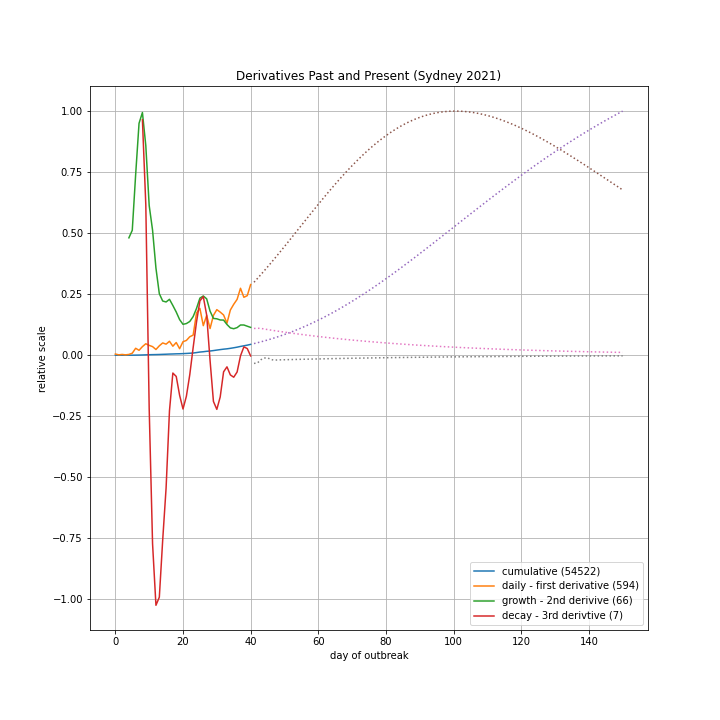 Derivatives Past and Present (Sydney 2021)
1.00
0.75
0.50
0.25
0.00
−0.25
−0.50
−0.75
−1.00
relative scale
0 20 40 60 80 100 120 140
day of outbreak
cumulative (54522)
daily - first derivative (594)
growth - 2nd derivive (66)
decay - 3rd derivtive (7)